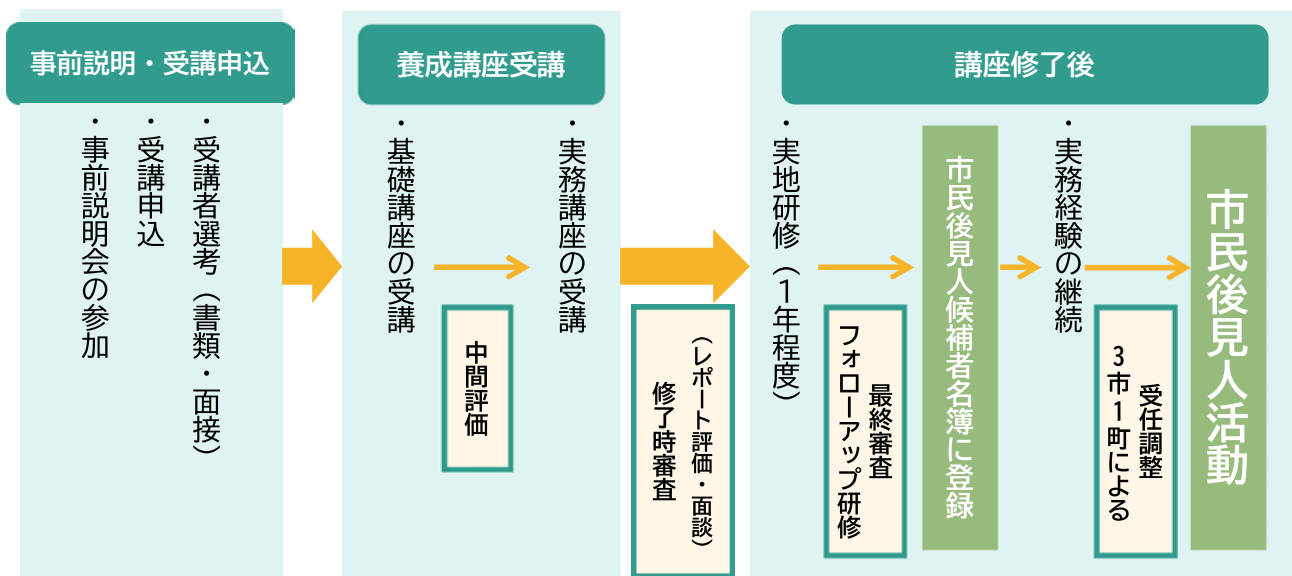 事前説明・受講申込
・事前説明会の参加
・受講申込
・受講者選考（書類・面接）
養成講座受講
・基礎講座の受講
中間評価
・実務講座の受講
修了時審査
（レポート評価・面談）
講座修了後
・実地研修（１年程度）
フォローアップ研修
最終審査
市民後見人候補者名簿に登録
・実務経験の継続
３市１町による
受任調整
市民後見人活動